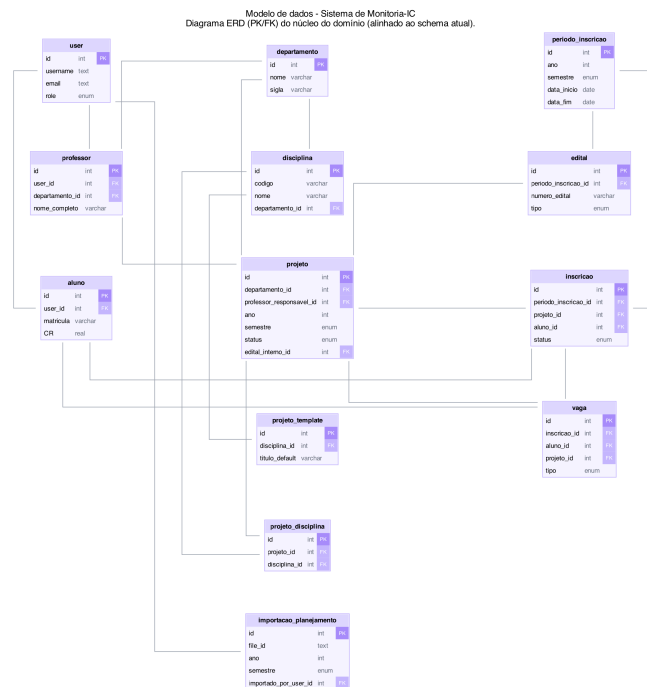 Modelo de dados - Sistema de Monitoria-IC
Diagrama ERD (PK/FK) do núcleo do domínio (alinhado ao schema atual).
user
id int PK
username text
email text
role enum
departamento
id int PK
nome varchar
sigla varchar
periodo_inscricao
id int PK
ano int
semestre enum
data_inicio date
data_fim date
professor
id int PK
user_id int FK
departamento_id int FK
nome_completo varchar
disciplina
id int PK
codigo varchar
nome varchar
departamento_id int FK
edital
id int PK
periodo_inscricao_id int FK
numero_edital varchar
tipo enum
aluno
id int PK
user_id int FK
matricula varchar
CR real
projeto
id int PK
departamento_id int FK
professor_responsavel_id int FK
ano int
semestre enum
status enum
edital_interno_id int FK
inscricao
id int PK
periodo_inscricao_id int FK
projeto_id int FK
aluno_id int FK
status enum
projeto_template
id int PK
disciplina_id int FK
titulo_default varchar
vaga
id int PK
inscricao_id int FK
aluno_id int FK
projeto_id int FK
tipo enum
projeto_disciplina
id int PK
projeto_id int FK
disciplina_id int FK
importacao_planejamento
id int PK
file_id text
ano int
semestre enum
importado_por_user_id int FK